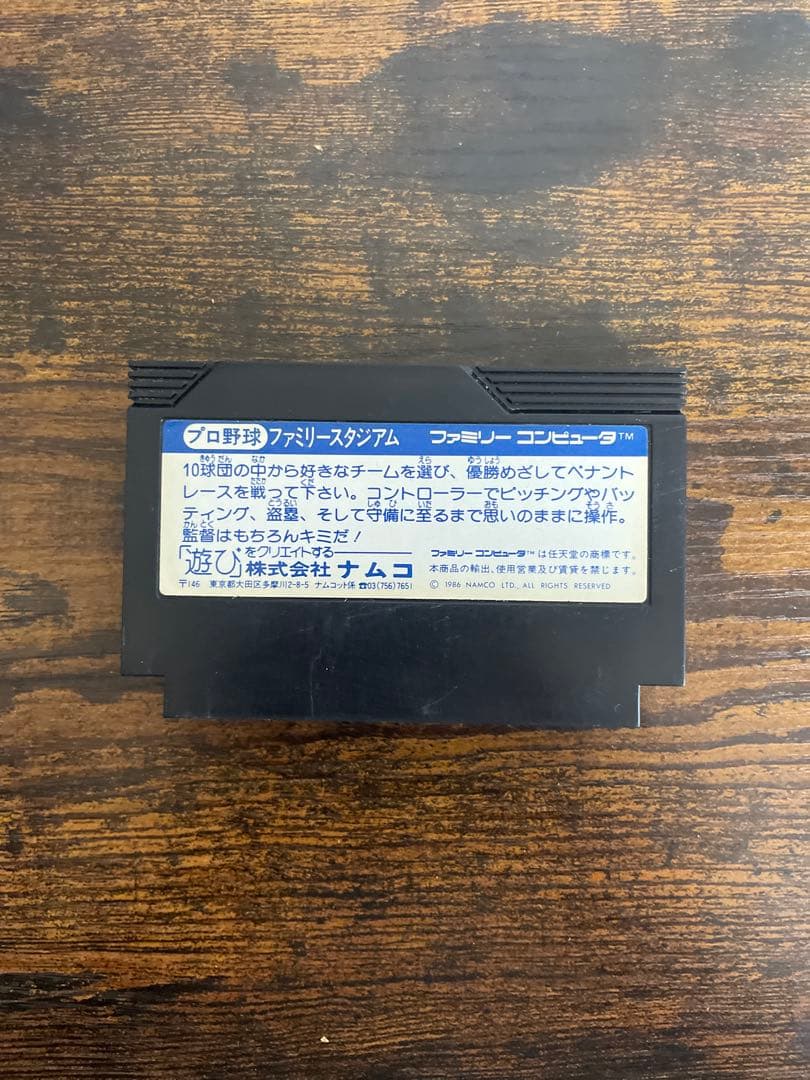 プロ野球 ファミリースタジアム ファミリー コンピュータ™
10球団の中から好きなチームを選び、優勝めざしてペナント
レースを戦って下さい。コントローラーでピッチングやバッ
ティング、盗塁、そして守備に至るまで思いのままに操作。
監督はもちろんキミだ！
「遊び」をクリエイトする
株式会社 ナムコ
〒146 東京都大田区多摩川2-8-5 ナムコット係 ☎03(756)7651
ファミリー コンピュータ™は任天堂の商標です。
本商品の輸出、使用営業及び賃貸を禁じます。
© 1986 NAMCO LTD., ALL RIGHTS RESERVED